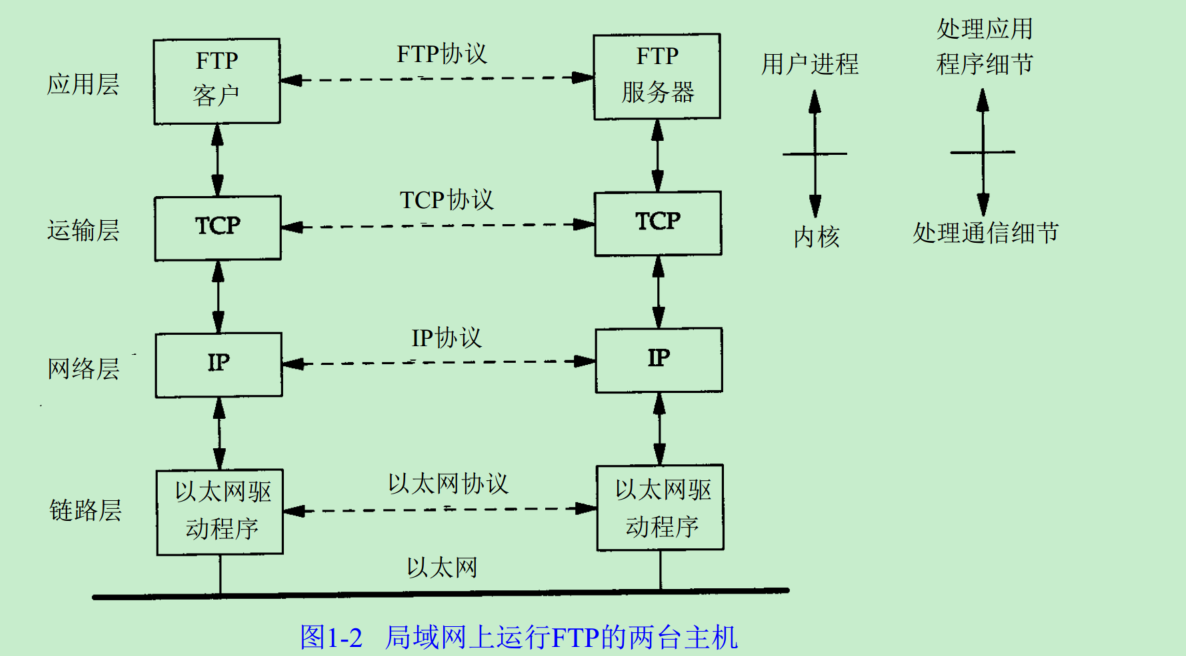 处理应用
程序细节
FTP协议
FTP
客户
FTP
服务器
用户进程
应用层
TCP协议
运输层
TCP
TCP
内核
处理通信细节
IP协议
网络层
IP
IP
以太网协议
链路层
以太网驱
动程序
以太网驱
动程序
以太网
图1-2 局域网上运行FTP的两台主机